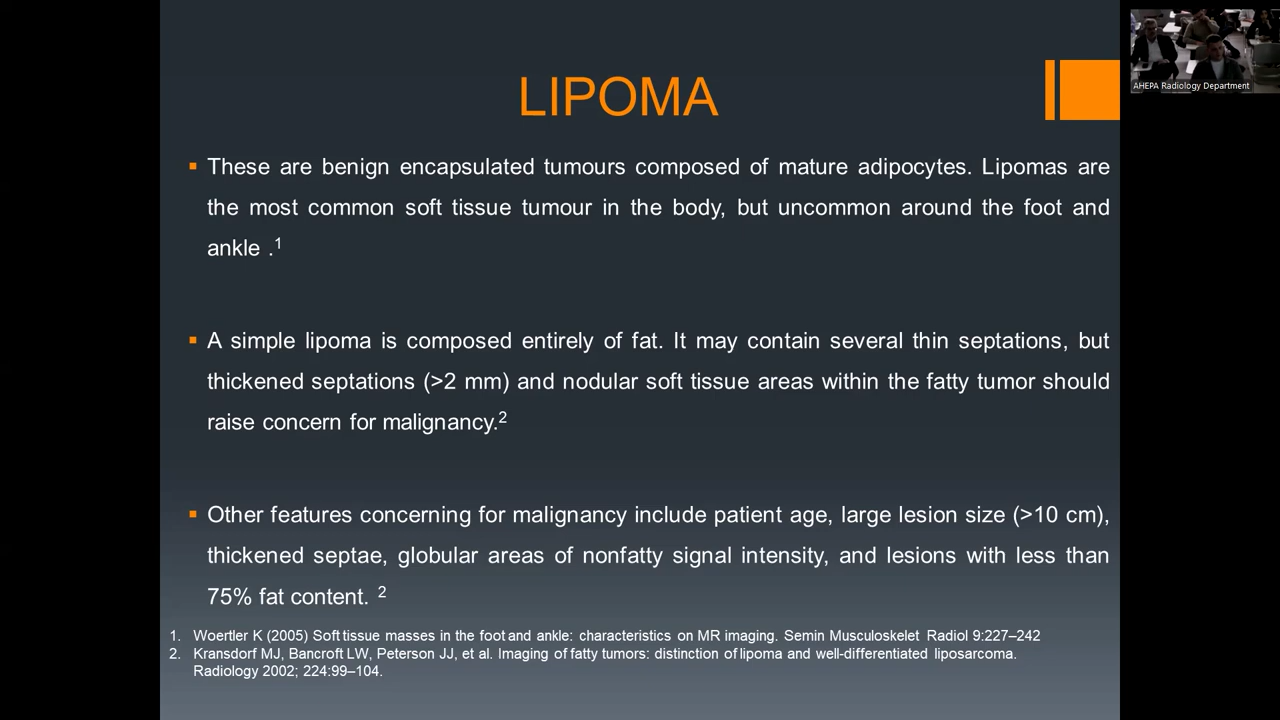 LIPOMA
AHEPA Radiology Department
▪ These are benign encapsulated tumours composed of mature adipocytes. Lipomas are
the most common soft tissue tumour in the body, but uncommon around the foot and
ankle .¹
▪ A simple lipoma is composed entirely of fat. It may contain several thin septations, but
thickened septations (>2 mm) and nodular soft tissue areas within the fatty tumor should
raise concern for malignancy.²
▪ Other features concerning for malignancy include patient age, large lesion size (>10 cm),
thickened septae, globular areas of nonfatty signal intensity, and lesions with less than
75% fat content. ²
1. Woertler K (2005) Soft tissue masses in the foot and ankle: characteristics on MR imaging. Semin Musculoskelet Radiol 9:227–242
2. Kransdorf MJ, Bancroft LW, Peterson JJ, et al. Imaging of fatty tumors: distinction of lipoma and well-differentiated liposarcoma.
Radiology 2002; 224:99–104.